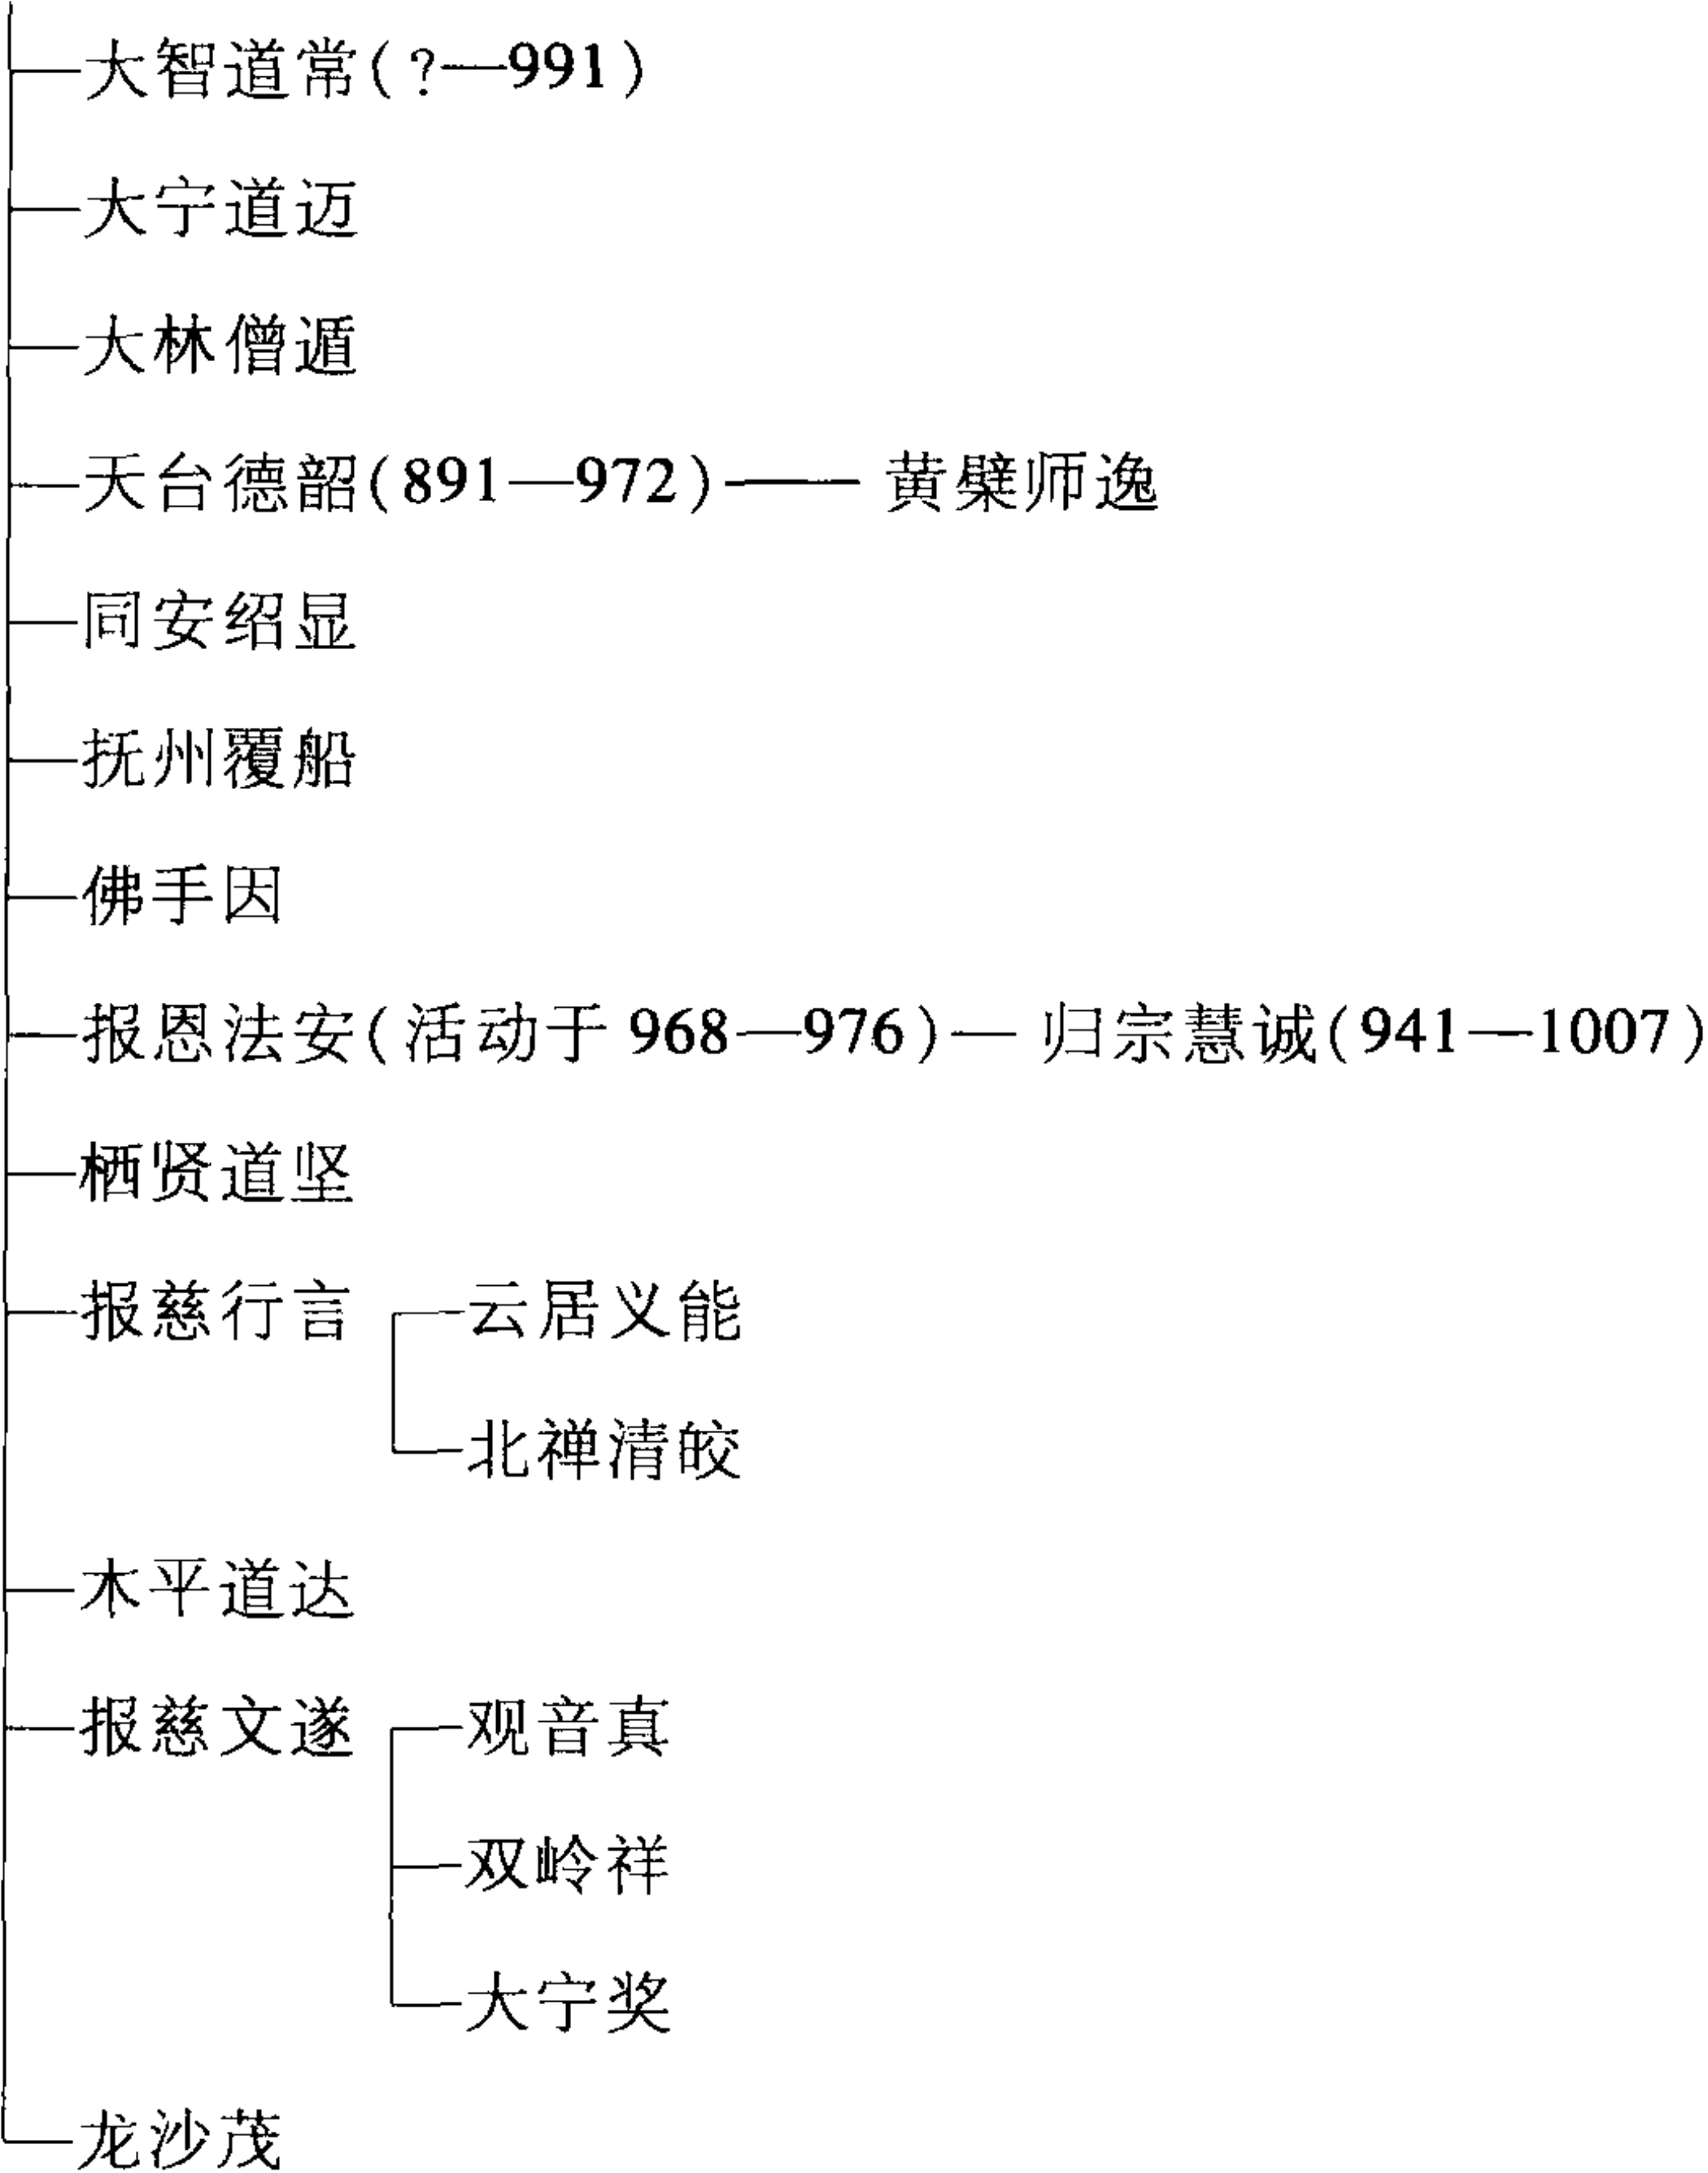 大智道常(?—991)
大宁道迈
大林僧遁
天台德韶(891—972)—— 黄檗师逸
同安绍显
抚州覆船
佛手因
报恩法安(活动于 968—976)— 归宗慧诚(941—1007)
栖贤道坚
报慈行言 云居义能
北禅清皎
木平道达
报慈文遂 观音真
双岭祥
大宁奖
龙沙茂